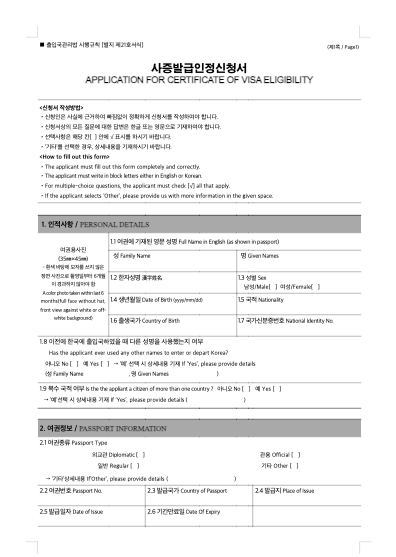 ■ 출입국관리법 시행규칙 [별지 제21호서식]
(제1쪽 / Page1)
사증발급인정신청서
APPLICATION FOR CERTIFICATE OF VISA ELIGIBILITY
<신청서 작성방법>
• 신청인은 사실에 근거하여 빠짐없이 정확하게 신청서를 작성하여야 합니다.
• 신청서상의 모든 질문에 대한 답변은 한글 또는 영문으로 기재하여야 합니다.
• 선택사항은 해당 칸[ ] 안에 √ 표시를 하시기 바랍니다.
• '기타'를 선택한 경우, 상세내용을 기재하시기 바랍니다.
<How to fill out this form>
• The applicant must fill out this form completely and correctly.
• The applicant must write in block letters either in English or Korean.
• For multiple-choice questions, the applicant must check [√] all that apply.
• If the applicant selects 'Other', please provide us with more information in the given space.
1. 인적사항 / PERSONAL DETAILS
여권용사진
(35㎜×45㎜)
- 흰색 바탕에 모자를 쓰지 않은
정면 사진으로 촬영일부터 6개월
이 경과하지 않아야 함
A color photo taken within last 6
months(full face without hat,
front view against white or off-
white background)
1.1 여권에 기재된 영문 성명 Full Name in English (as shown in passport)
성 Family Name
명 Given Names
1.2 한자성명 漢字姓名
1.3 성별 Sex
남성/Male[ ] 여성/Female[ ]
1.4 생년월일 Date of Birth (yyyy/mm/dd)
1.5 국적 Nationality
1.6 출생국가 Country of Birth
1.7 국가신분증번호 National Identity No.
1.8 이전에 한국에 출입국하였을 때 다른 성명을 사용했는지 여부
Has the applicant ever used any other names to enter or depart Korea?
아니오 No [ ] 예 Yes [ ] → '예' 선택 시 상세내용 기재 If 'Yes', please provide details
(성 Family Name , 명 Given Names )
1.9 복수 국적 여부 Is the the applicant a citizen of more than one country ? 아니오 No [ ] 예 Yes [ ]
→ '예'선택 시 상세내용 기재 If 'Yes', please provide details ( )
2. 여권정보 / PASSPORT INFORMATION
2.1 여권종류 Passport Type
외교관 Diplomatic [ ] 관용 Official [ ]
일반 Regular [ ] 기타 Other [ ]
→ '기타'상세내용 If'Other', please provide details ( )
2.2 여권번호 Passport No.
2.3 발급국가 Country of Passport
2.4 발급지 Place of Issue
2.5 발급일자 Date of Issue
2.6 기간만료일 Date Of Expiry